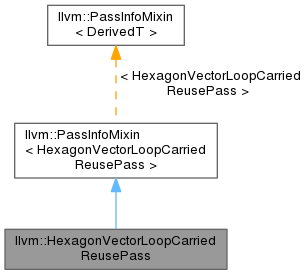 llvm::PassInfoMixin
< DerivedT >
< HexagonVectorLoopCarried
ReusePass >
llvm::PassInfoMixin
< HexagonVectorLoopCarried
ReusePass >
llvm::HexagonVectorLoopCarried
ReusePass